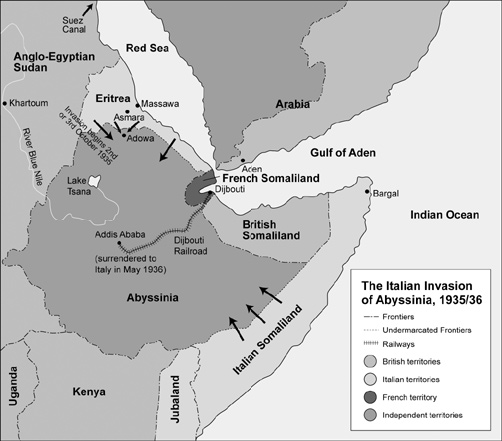 Suez
Canal
Red Sea
Anglo-Egyptian
Sudan
Khartoum
Eritrea
Massawa
Asmara
Arabia
Invasion begins 2nd
or 3rd October 1935
Adowa
River Blue Nile
Gulf of Aden
Acen
Lake
Tsana
French Somaliland
Djibouti
Bargal
Indian Ocean
Addis Ababa
(surrendered to
Italy in May 1936)
Djibouti
Railroad
British
Somaliland
Abyssinia
Italian Somaliland
Uganda
Kenya
Jubaland
The Italian Invasion
of Abyssinia, 1935/36
Frontiers
Undermarcated Frontiers
Railways
British territories
Italian territories
French territory
Independent territories